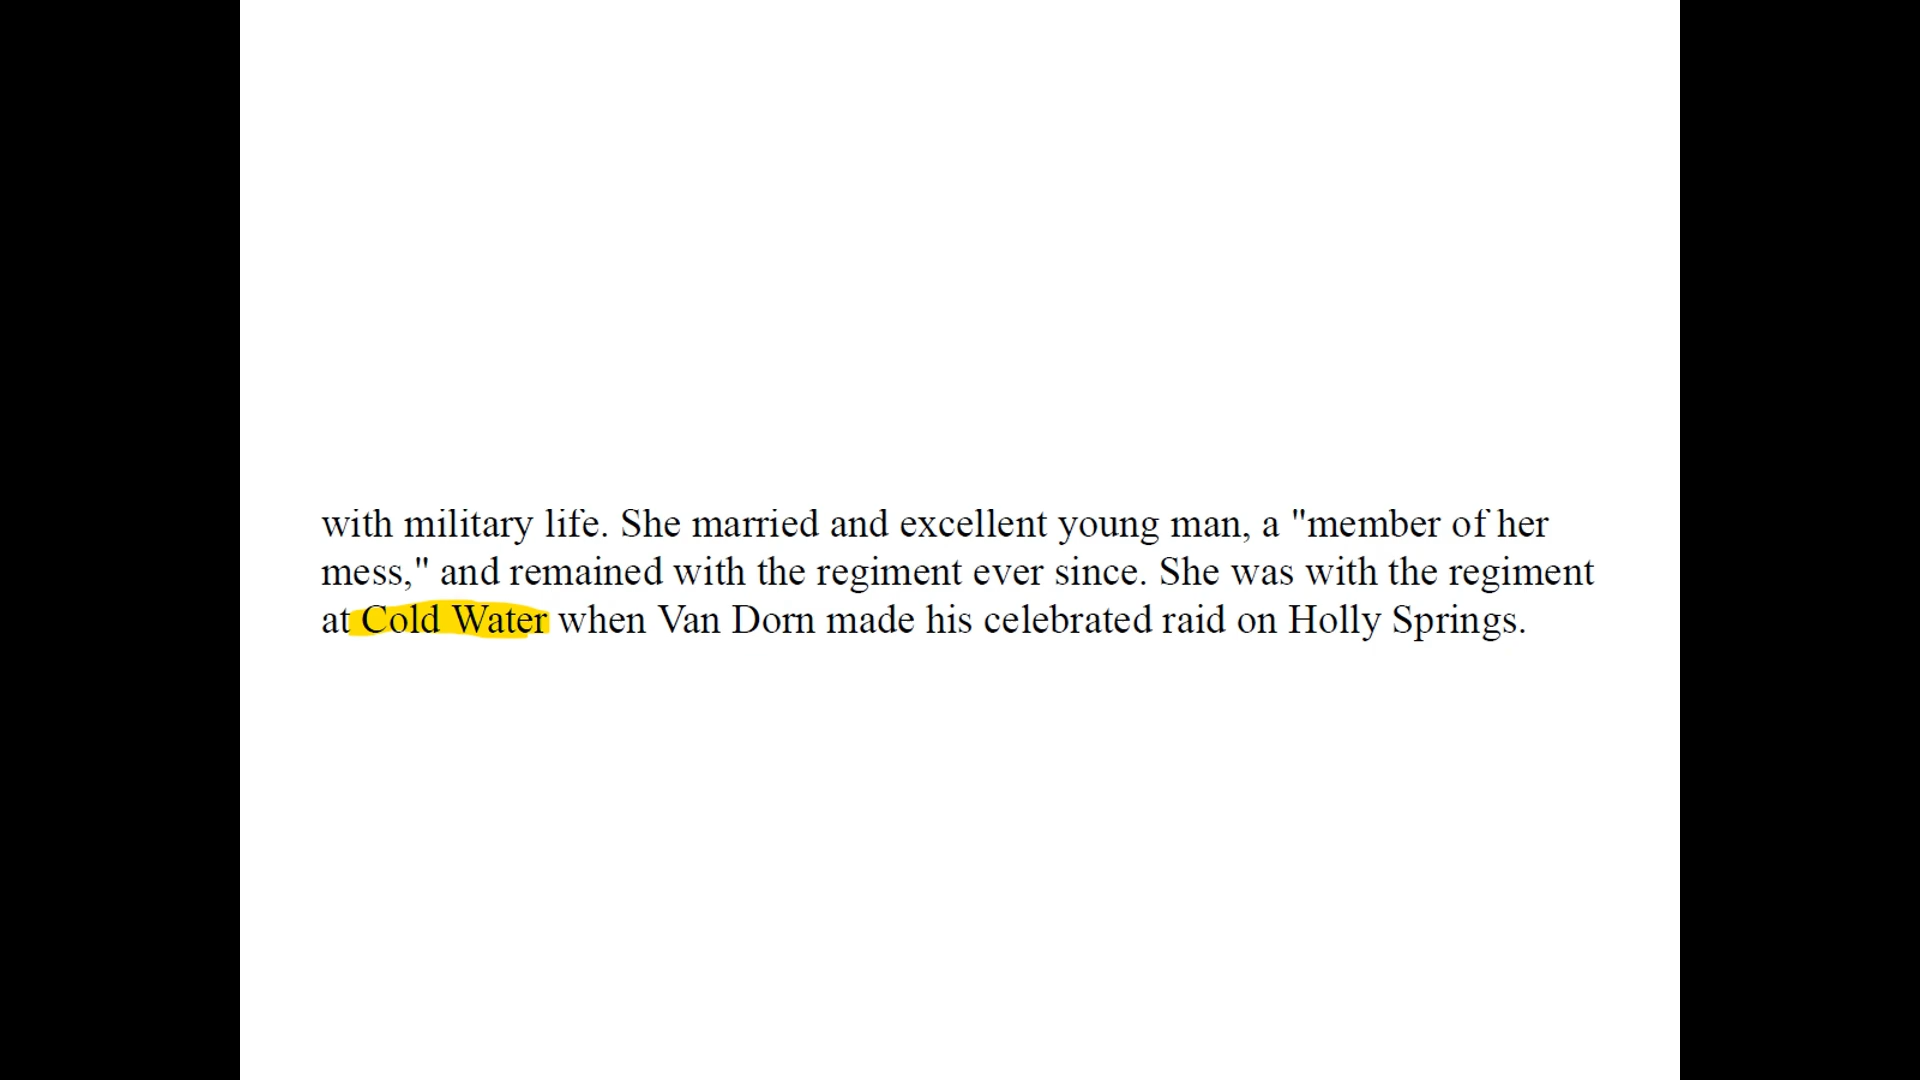 with military life. She married and excellent young man, a "member of her
mess," and remained with the regiment ever since. She was with the regiment
at Cold Water when Van Dorn made his celebrated raid on Holly Springs.